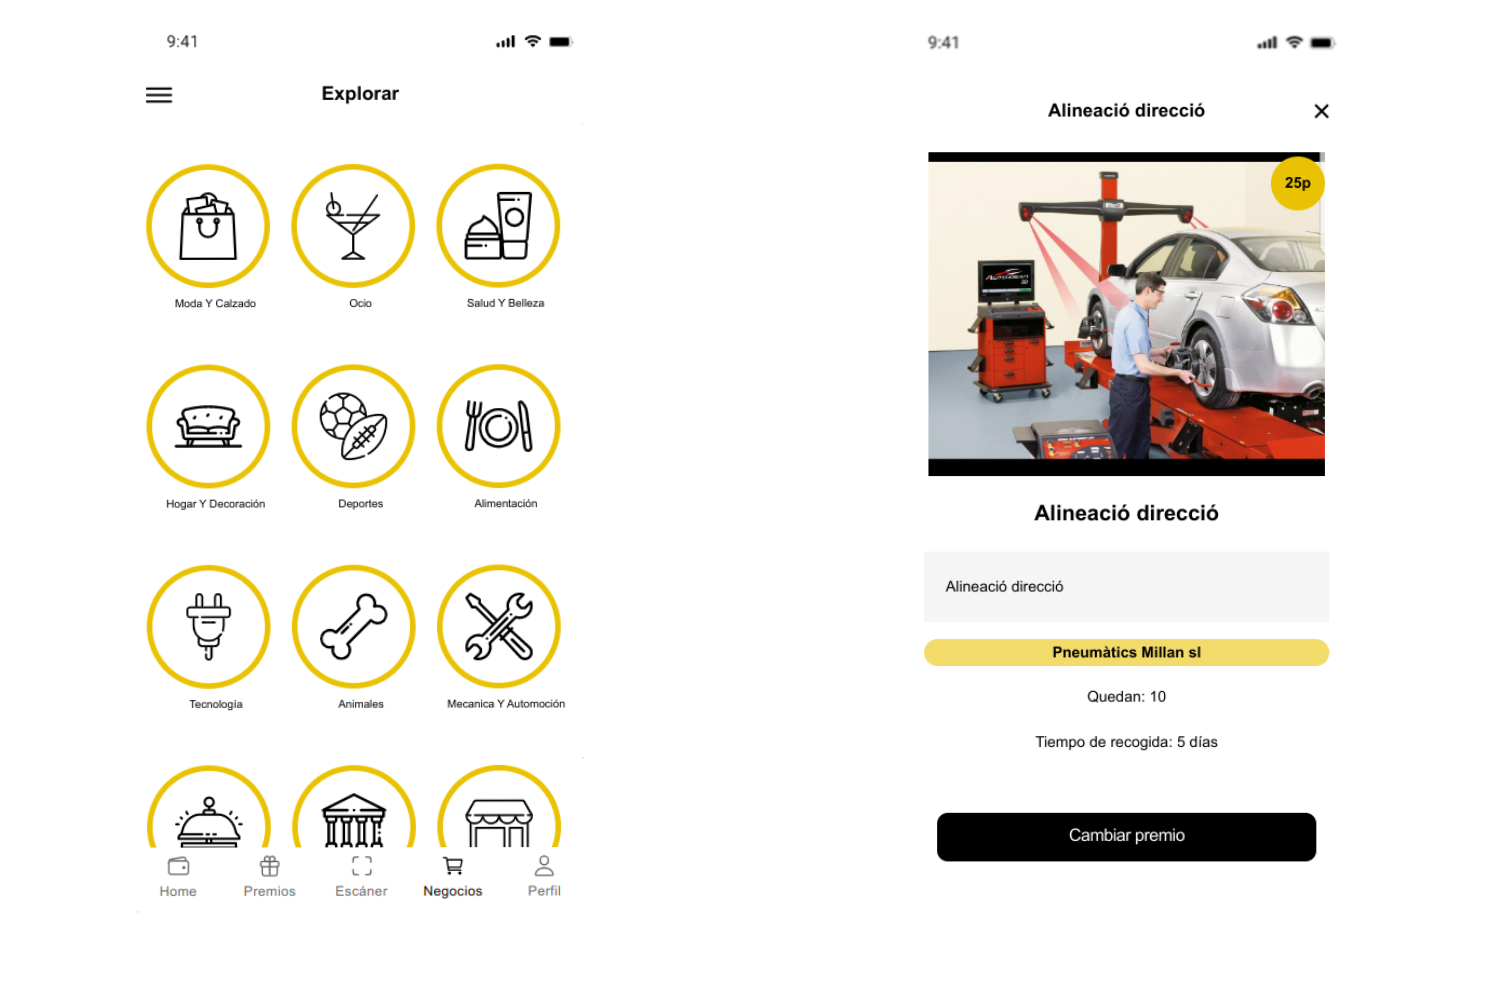 9:41
Explorar
Moda Y Calzado
Ocio
Salud Y Belleza
Hogar Y Decoración
Deportes
Alimentación
Tecnología
Animales
Mecanica Y Automoción
Home
Premios
Escáner
Negocios
Perfil
9:41
Alineació direcció
25p
Alineació direcció
Alineació direcció
Pneumàtics Millan sl
Quedan: 10
Tiempo de recogida: 5 días
Cambiar premio